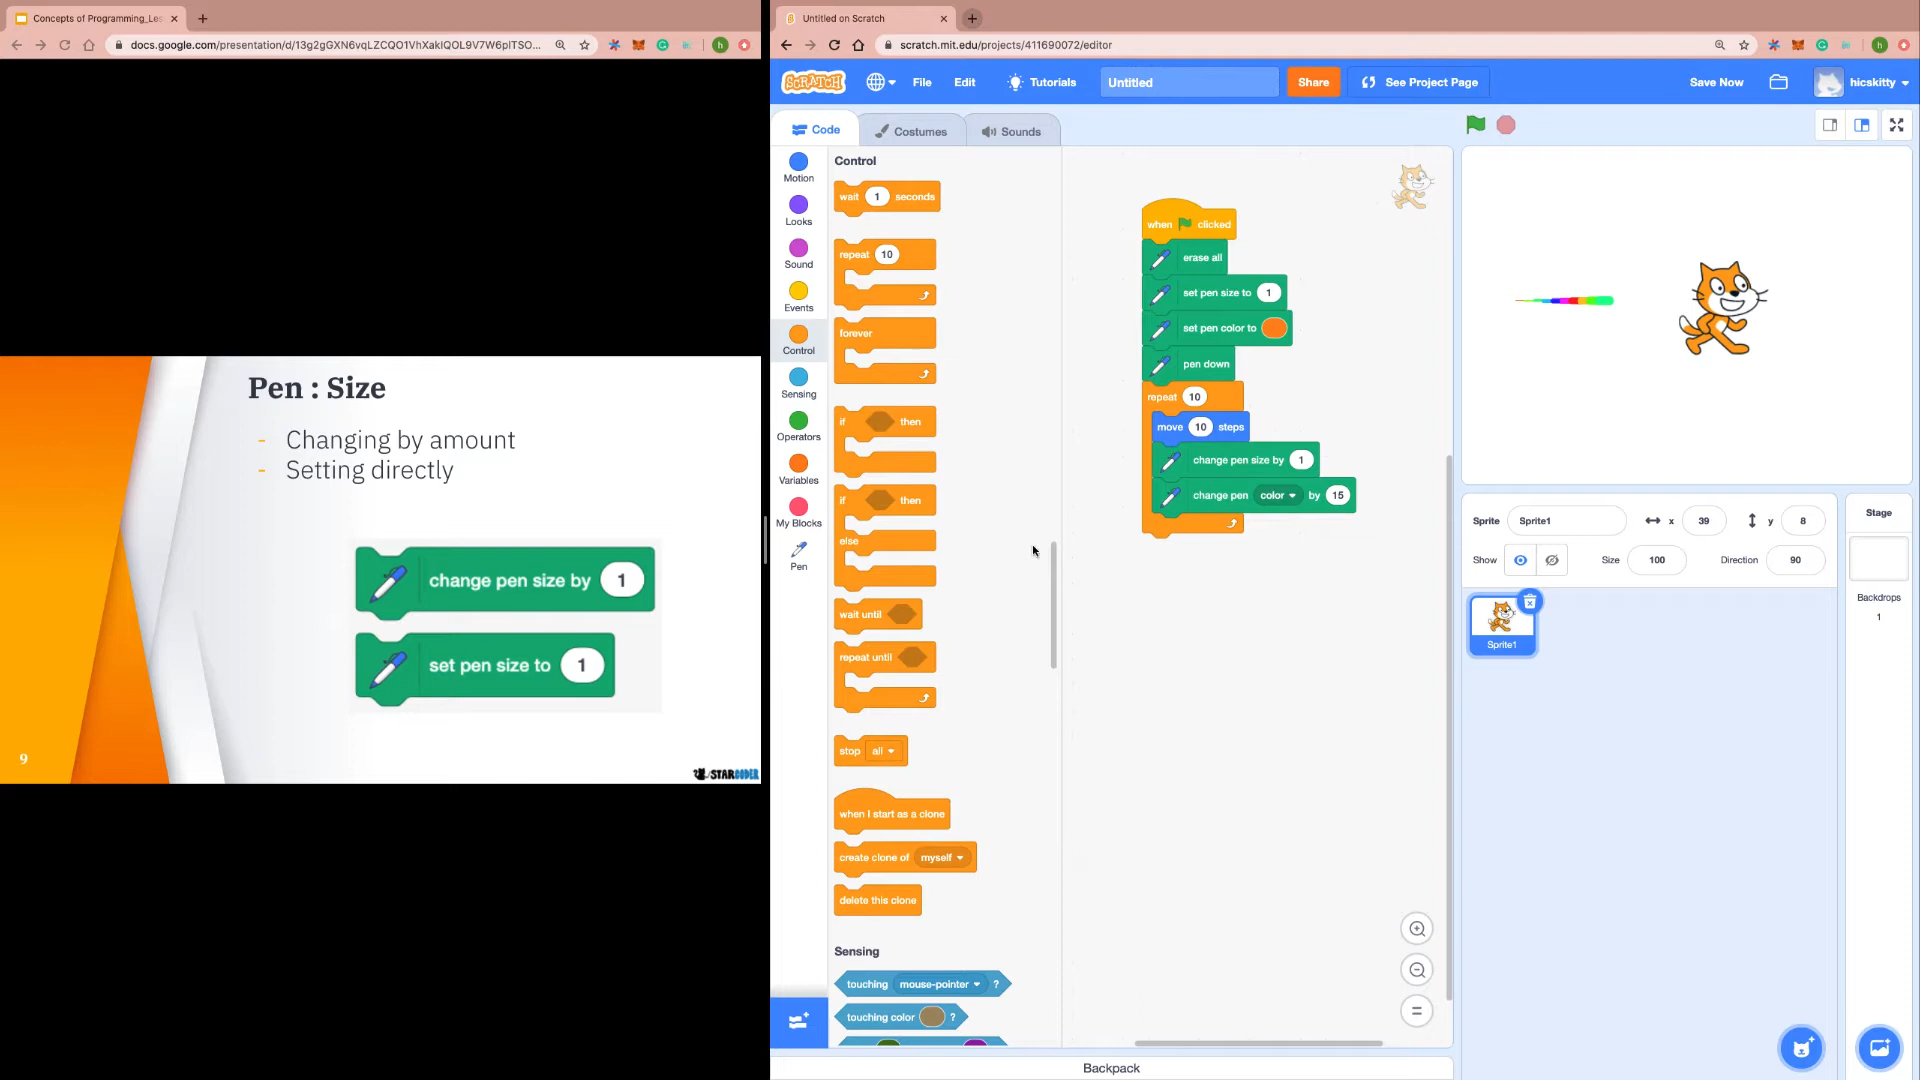 Concepts of Programming_Les
docs.google.com/presentation/d/13g2gGXN6vqLZCQO1VhXaklQOL9V7W6plTSO...
Pen : Size
- Changing by amount
- Setting directly
change pen size by 1
set pen size to 1
9
STARCODER
Untitled on Scratch
scratch.mit.edu/projects/411690072/editor
SCRATCH
File
Edit
Tutorials
Untitled
Share
See Project Page
Save Now
hicskitty
Code
Costumes
Sounds
Motion
Looks
Sound
Events
Control
Sensing
Operators
Variables
My Blocks
Pen
Control
wait 1 seconds
repeat 10
forever
if then
if then
else
wait until
repeat until
stop all
when I start as a clone
create clone of myself
delete this clone
Sensing
touching mouse-pointer ?
touching color ?
when clicked
erase all
set pen size to 1
set pen color to
pen down
repeat 10
move 10 steps
change pen size by 1
change pen color by 15
Backpack
Sprite Sprite1 x 39 y 8
Show Size 100 Direction 90
Sprite1
Stage
Backdrops
1